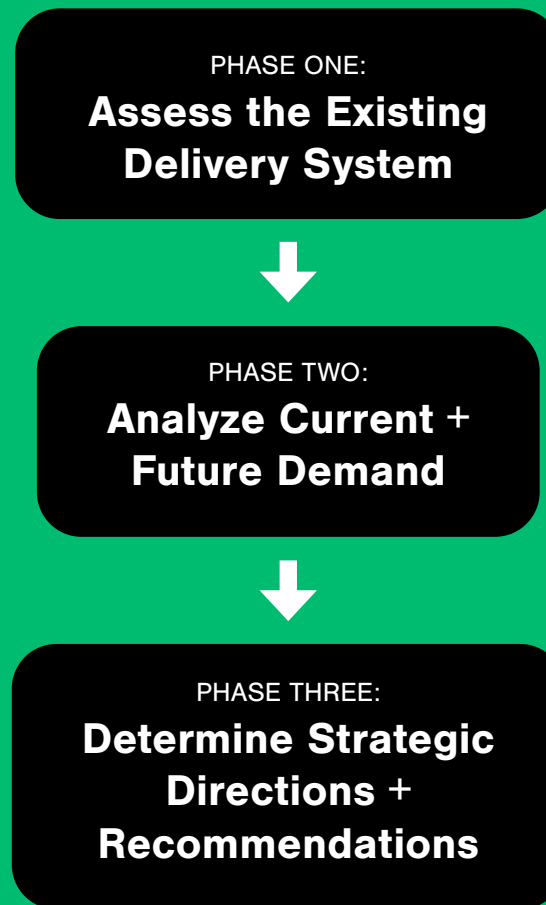 PHASE ONE:
Assess the Existing
Delivery System
PHASE TWO:
Analyze Current +
Future Demand
PHASE THREE:
Determine Strategic
Directions +
Recommendations